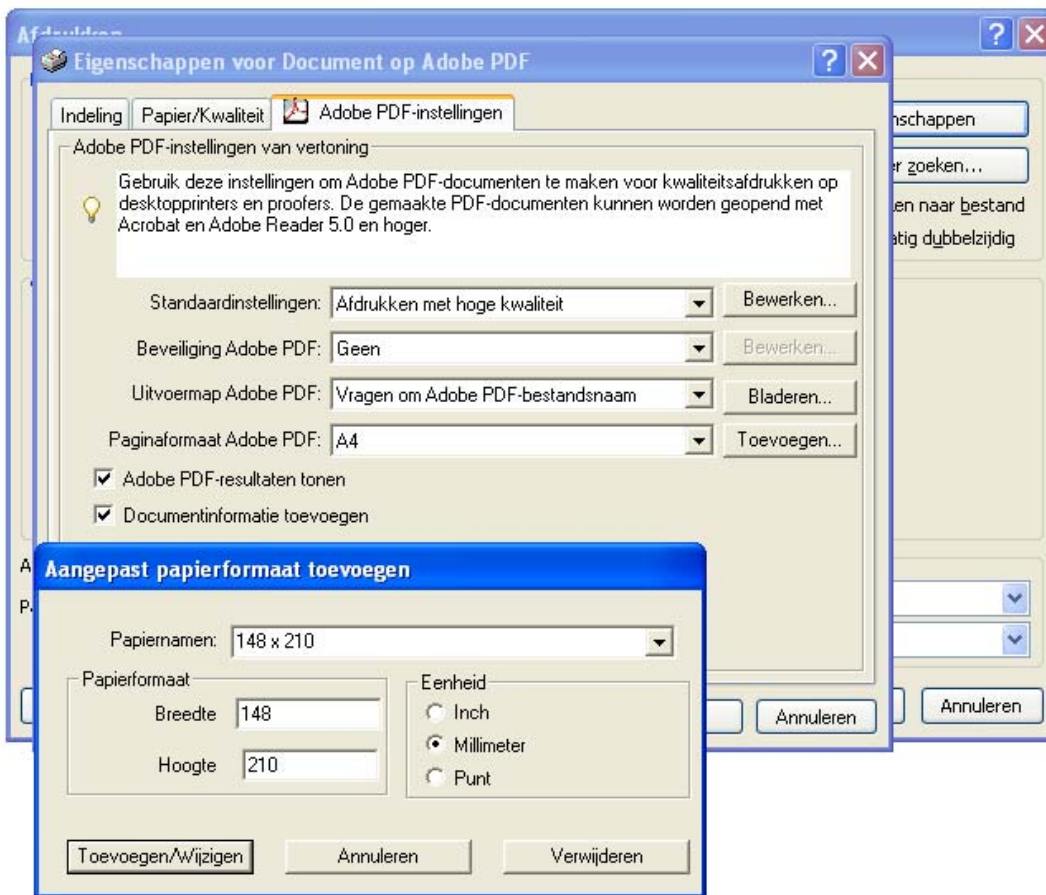 Afdrukken
Eigenschappen voor Document op Adobe PDF
Indeling
Papier/Kwaliteit
Adobe PDF-instellingen
Adobe PDF-instellingen van vertoning
Gebruik deze instellingen om Adobe PDF-documenten te maken voor kwaliteitsafdrukken op
desktopprinters en proofers. De gemaakte PDF-documenten kunnen worden geopend met
Acrobat en Adobe Reader 5.0 en hoger.
Standaardinstellingen: Afdrukken met hoge kwaliteit Bewerken...
Beveiliging Adobe PDF: Geen Bewerken...
Uitvoermap Adobe PDF: Vragen om Adobe PDF-bestandsnaam Bladeren...
Paginaformaat Adobe PDF: A4 Toevoegen...
Adobe PDF-resultaten tonen
Documentinformatie toevoegen
Annuleren
nschappen
r zoeken...
en naar bestand
tig dubbelzijdig
Annuleren
Aangepast papierformaat toevoegen
Papiernamen: 148 x 210
Papierformaat
Breedte 148
Hoogte 210
Eenheid
Inch
Millimeter
Punt
Toevoegen/Wijzigen Annuleren Verwijderen